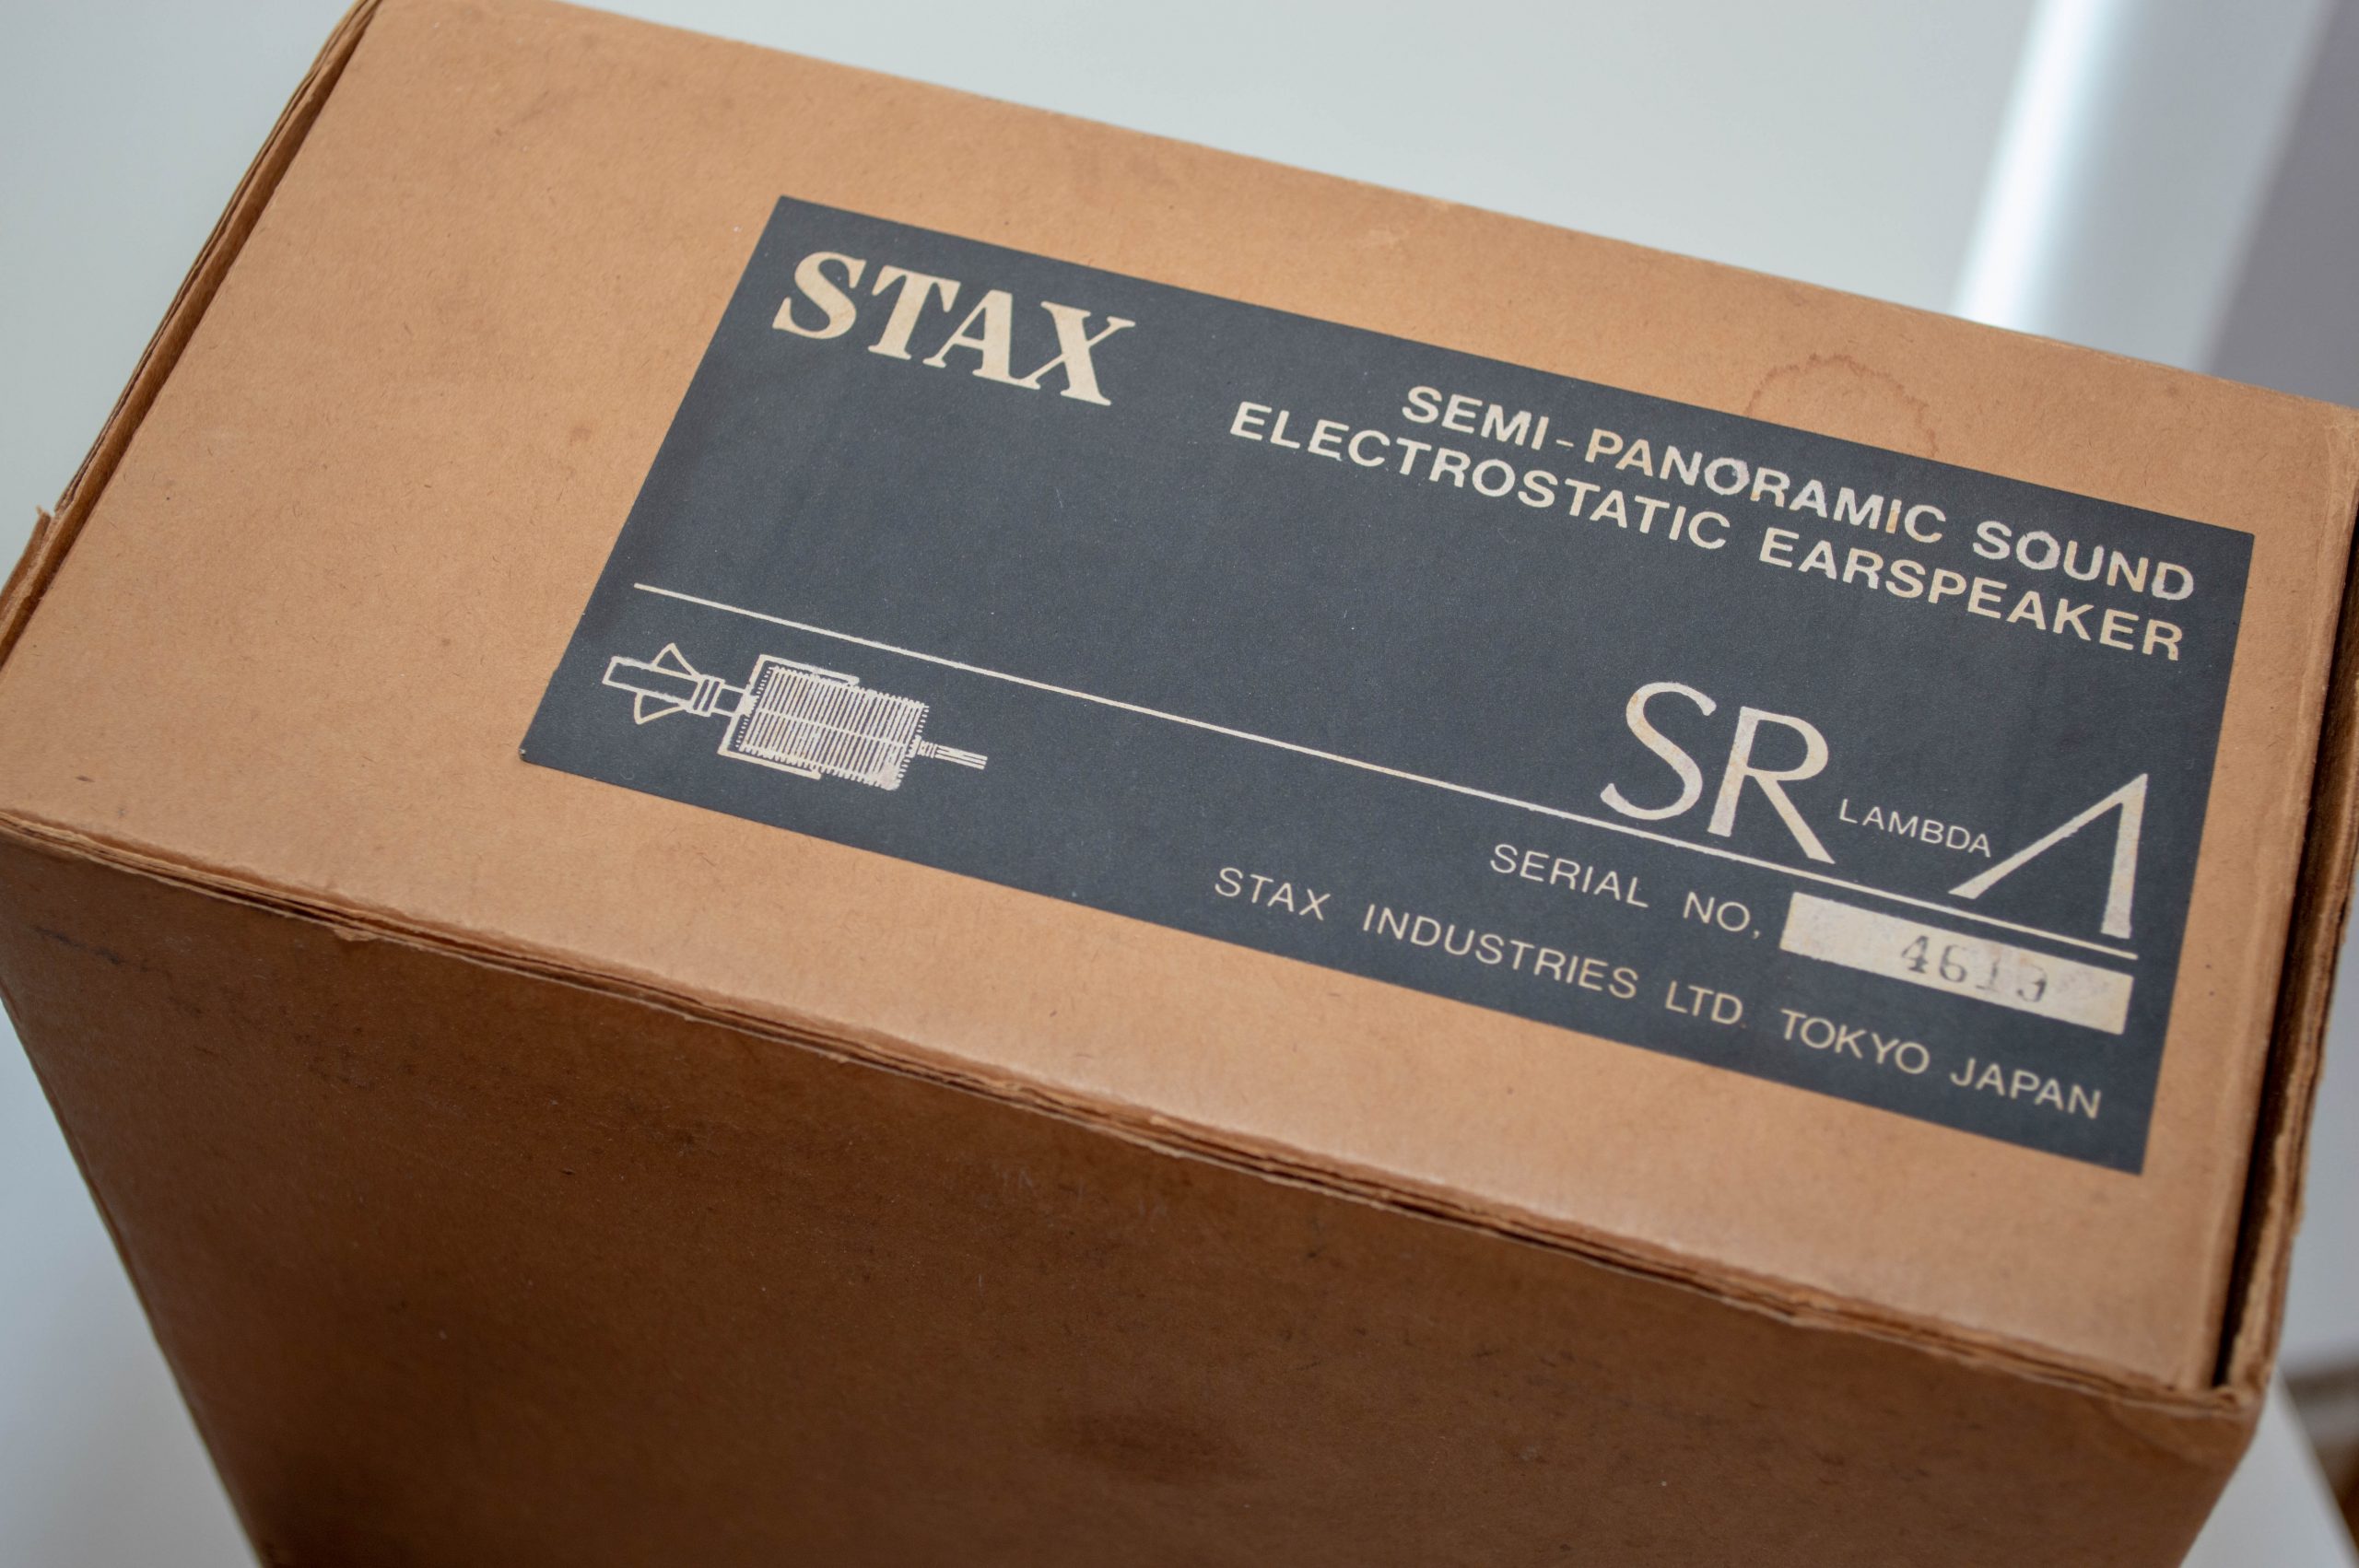 STAX
SEMI-PANORAMIC SOUND
ELECTROSTATIC EARSPEAKER
SR LAMBDA Λ
SERIAL NO,
STAX INDUSTRIES LTD. TOKYO JAPAN